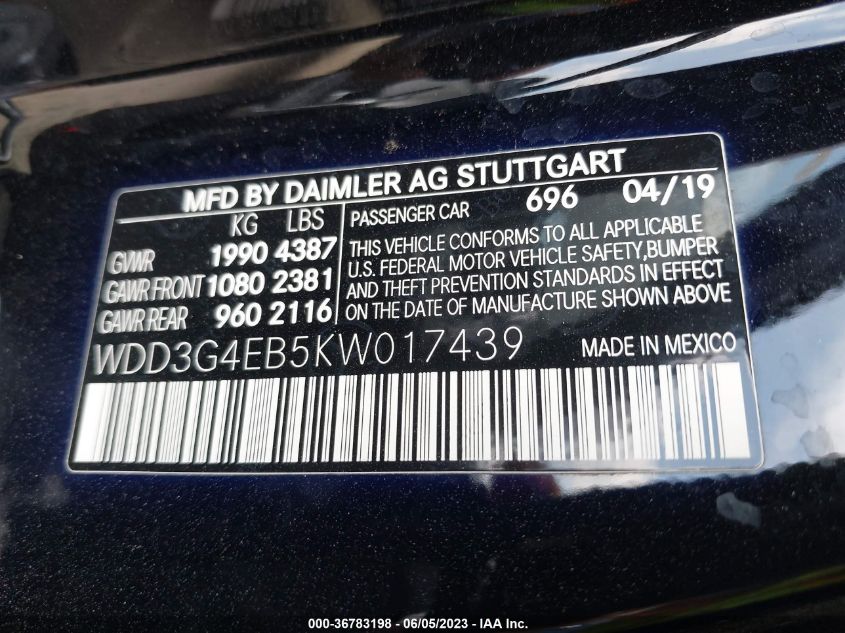 MFD BY DAIMLER AG STUTTGART
KG LBS
GVWR 1990 4387
GAWR FRONT 1080 2381
GAWR REAR 960 2116
PASSENGER CAR 696 04/19
THIS VEHICLE CONFORMS TO ALL APPLICABLE
U.S. FEDERAL MOTOR VEHICLE SAFETY,BUMPER
AND THEFT PREVENTION STANDARDS IN EFFECT
ON THE DATE OF MANUFACTURE SHOWN ABOVE
WDD3G4EB5KW017439 MADE IN MEXICO
000-36783198 - 06/05/2023 - IAA Inc.